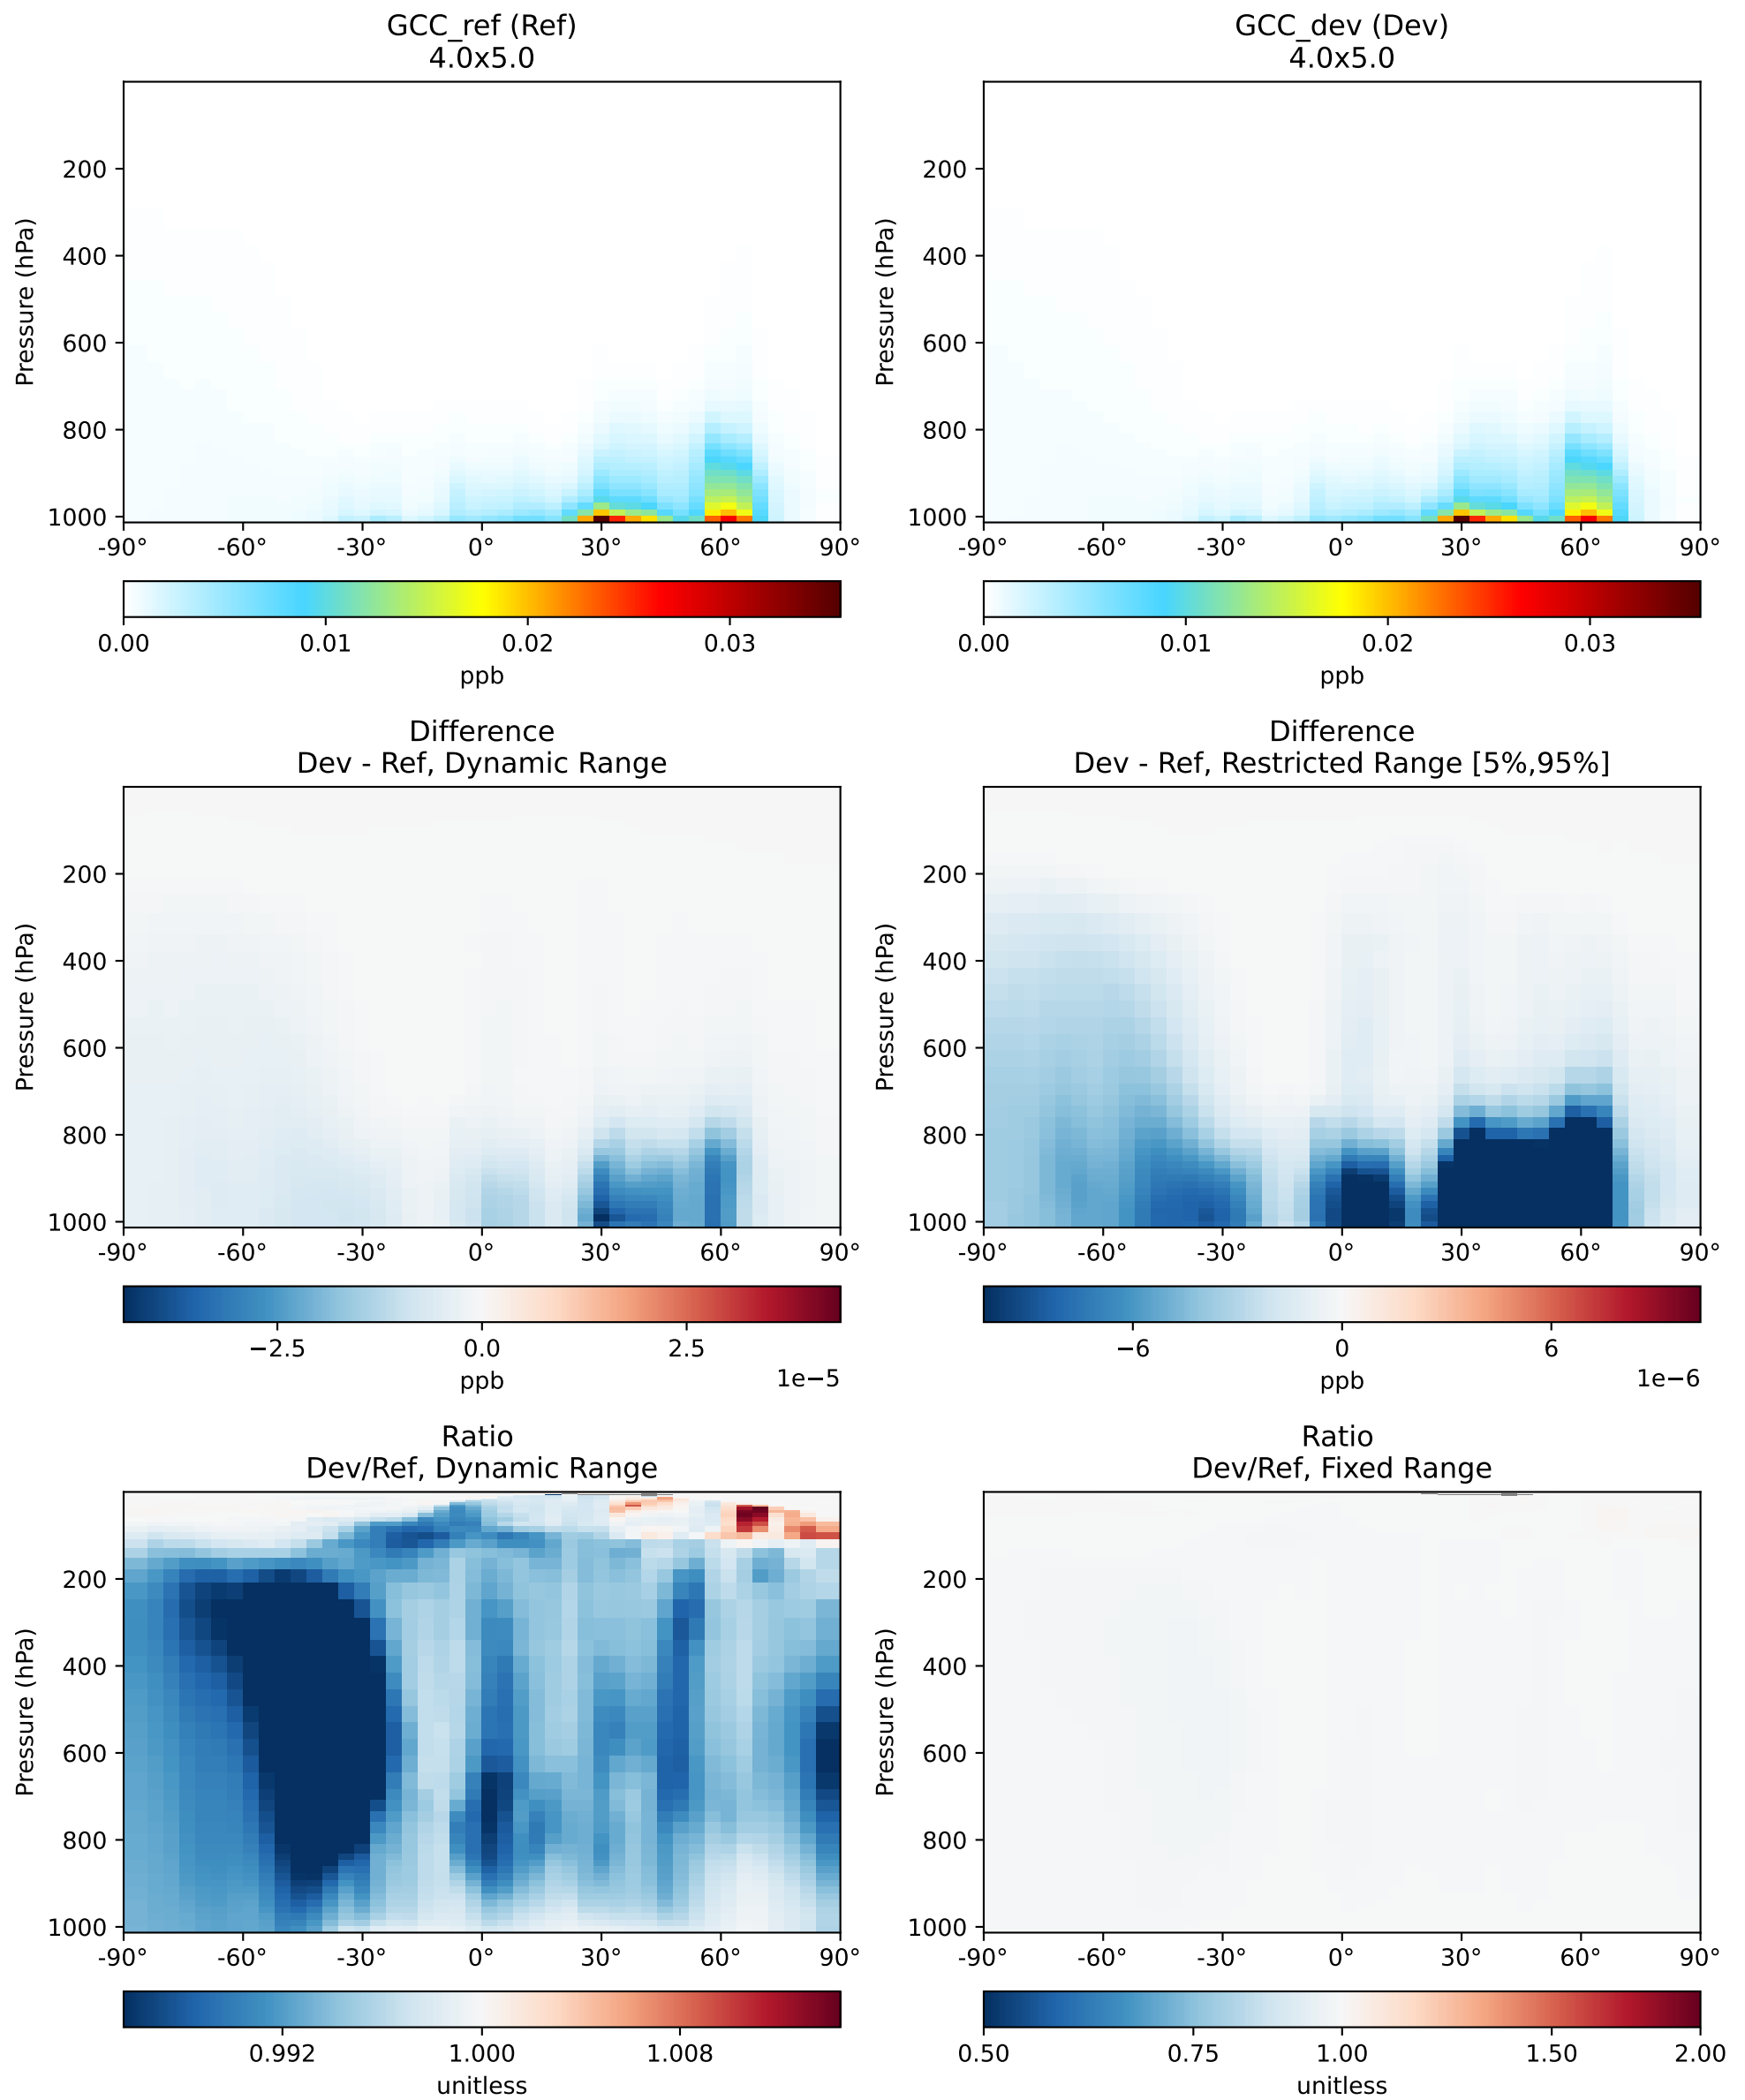 GCC_ref (Ref)
4.0x5.0
Pressure (hPa)
200
400
600
800
1000
-90° -60° -30° 0° 30° 60° 90°
0.00 0.01 0.02 0.03
ppb
GCC_dev (Dev)
4.0x5.0
Pressure (hPa)
200
400
600
800
1000
-90° -60° -30° 0° 30° 60° 90°
0.00 0.01 0.02 0.03
ppb
Difference
Dev - Ref, Dynamic Range
Pressure (hPa)
200
400
600
800
1000
-90° -60° -30° 0° 30° 60° 90°
−2.5 0.0 2.5
ppb 1e−5
Difference
Dev - Ref, Restricted Range [5%,95%]
Pressure (hPa)
200
400
600
800
1000
-90° -60° -30° 0° 30° 60° 90°
−6 0 6
ppb 1e−6
Ratio
Dev/Ref, Dynamic Range
Pressure (hPa)
200
400
600
800
1000
-90° -60° -30° 0° 30° 60° 90°
0.992 1.000 1.008
unitless
Ratio
Dev/Ref, Fixed Range
Pressure (hPa)
200
400
600
800
1000
-90° -60° -30° 0° 30° 60° 90°
0.50 0.75 1.00 1.50 2.00
unitless